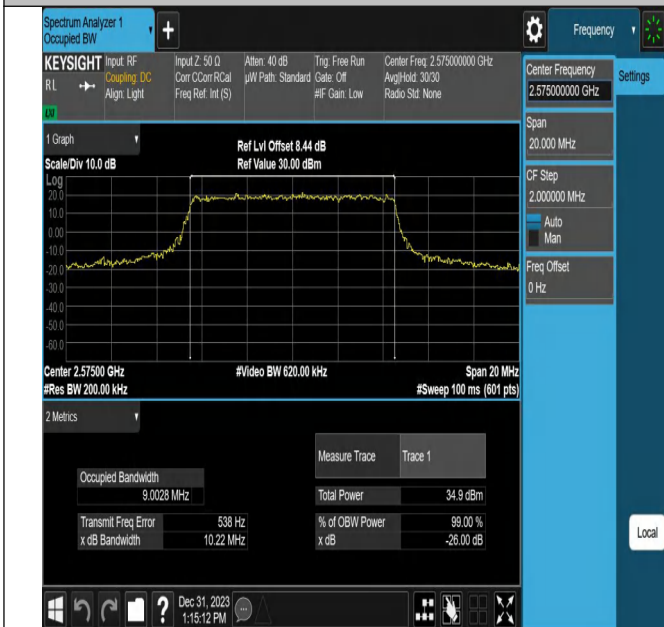 Spectrum Analyzer 1
Occupied BW
Frequency
KEYSIGHT
RL
Input: RF
Coupling: DC
Align: Light
Input Z: 50 Ω
Corr CCorr RCal
Freq Ref: Int (S)
Atten: 40 dB
µW Path: Standard
Trig: Free Run
Gate: Off
#IF Gain: Low
Center Freq: 2.575000000 GHz
Avg|Hold: 30/30
Radio Std: None
1 Graph
Scale/Div 10.0 dB
Ref Lvl Offset 8.44 dB
Ref Value 30.00 dBm
Log
20.0
10.0
0.00
-10.0
-20.0
-30.0
-40.0
-50.0
-60.0
Center 2.57500 GHz
#Res BW 200.00 kHz
#Video BW 620.00 kHz
Span 20 MHz
#Sweep 100 ms (601 pts)
2 Metrics
Occupied Bandwidth
9.0028 MHz
Transmit Freq Error 538 Hz
x dB Bandwidth 10.22 MHz
Measure Trace Trace 1
Total Power 34.9 dBm
% of OBW Power 99.00 %
x dB -26.00 dB
Center Frequency
2.575000000 GHz
Settings
Span
20.000 MHz
CF Step
2.000000 MHz
Auto
Man
Freq Offset
0 Hz
Local
Dec 31, 2023
1:15:12 PM